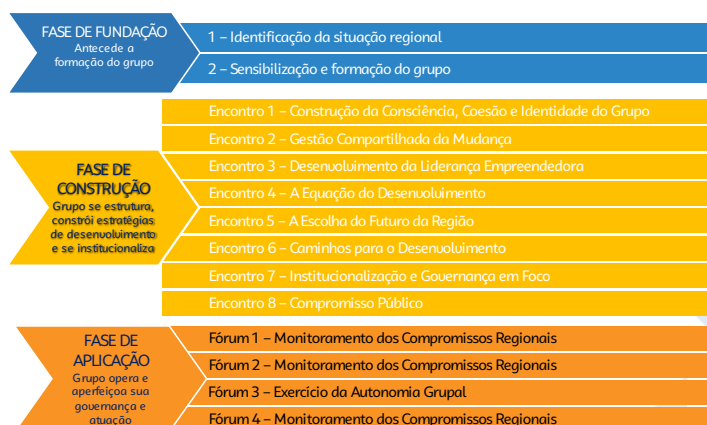 FASE DE FUNDAÇÃO
Antecede a
formação do grupo
1 – Identificação da situação regional
2 – Sensibilização e formação do grupo
FASE DE
CONSTRUÇÃO
Grupo se estrutura,
constrói estratégias
de desenvolvimento
e se institucionaliza
Encontro 1 – Construção da Consciência, Coesão e Identidade do Grupo
Encontro 2 – Gestão Compartilhada da Mudança
Encontro 3 – Desenvolvimento da Liderança Empreendedora
Encontro 4 – A Equação do Desenvolvimento
Encontro 5 – A Escolha do Futuro da Região
Encontro 6 – Caminhos para o Desenvolvimento
Encontro 7 – Institucionalização e Governança em Foco
Encontro 8 – Compromisso Público
FASE DE
APLICAÇÃO
Grupo opera e
aperfeiçoa sua
governança e
atuação
Fórum 1 – Monitoramento dos Compromissos Regionais
Fórum 2 – Monitoramento dos Compromissos Regionais
Fórum 3 – Exercício da Autonomia Grupal
Fórum 4 – Monitoramento dos Compromissos Regionais